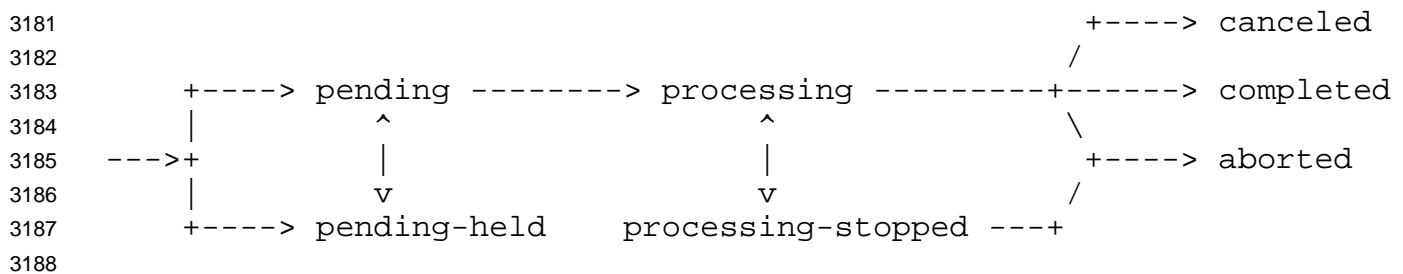 3181                                                          +----> canceled
3182                                                         /
3183     +----> pending --------> processing ---------+------> completed
3184     |         ^                   ^               \
3185 --->+         |                   |                +----> aborted
3186     |         v                   v               /
3187     +----> pending-held    processing-stopped ---+
3188